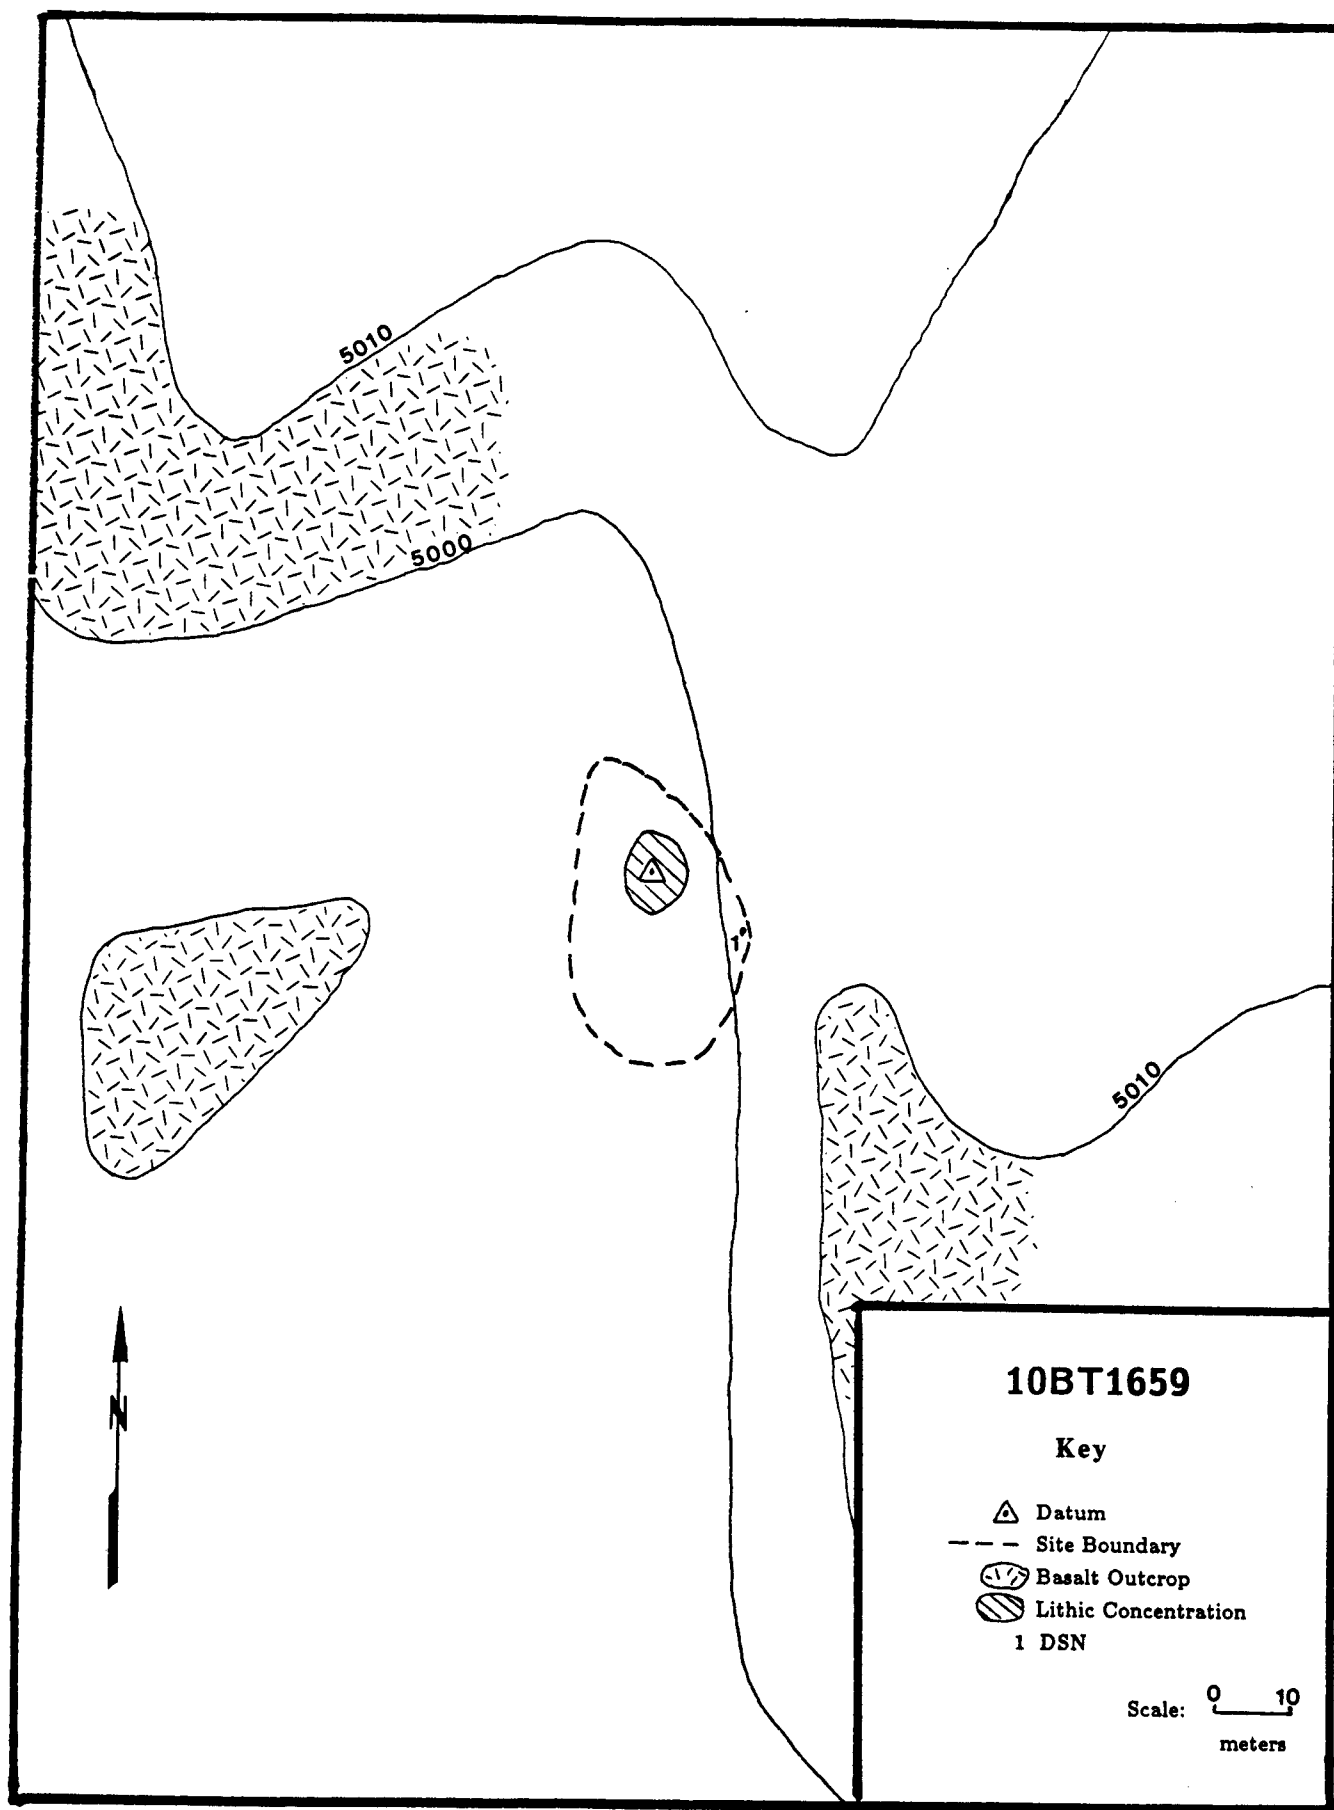 5010
5000
1
5010
N
10BT1659
Key
Datum
Site Boundary
Basalt Outcrop
Lithic Concentration
1 DSN
Scale: 0 10
meters